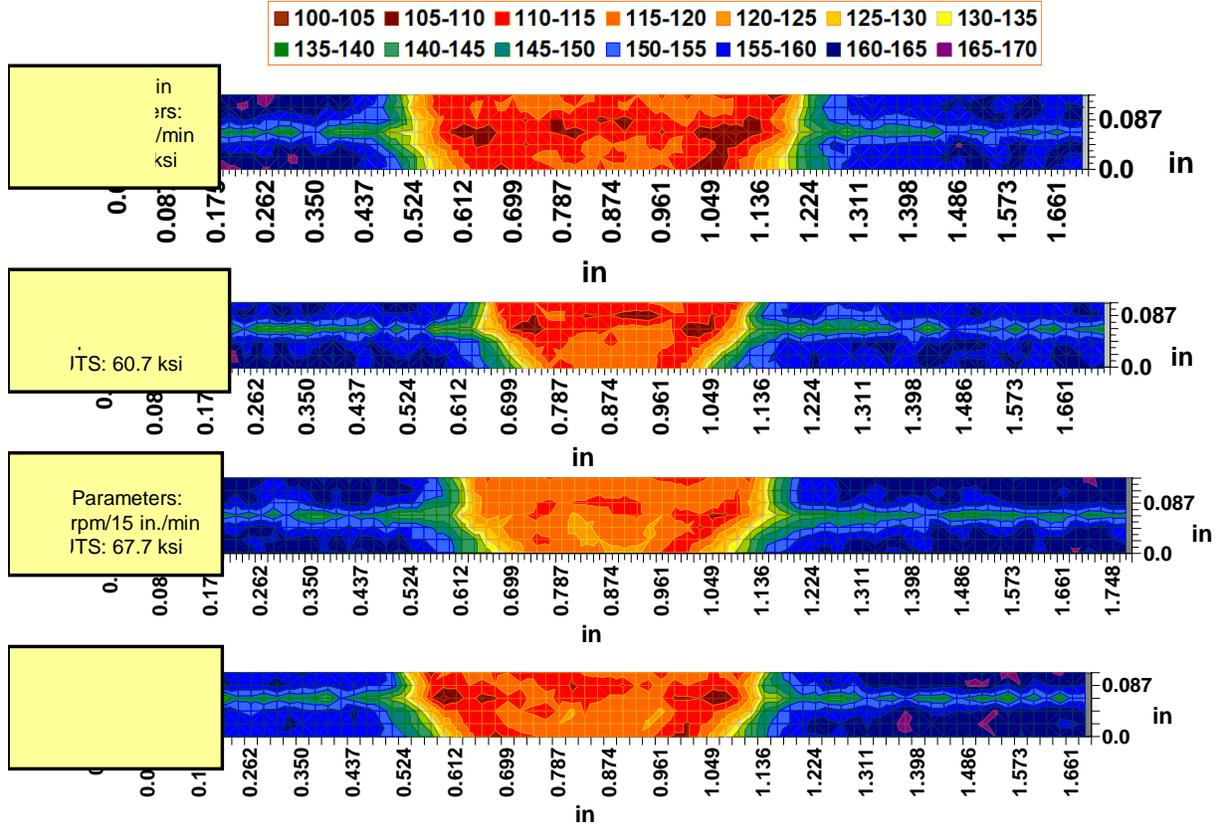 100-105 105-110 110-115 115-120 120-125 125-130 130-135
135-140 140-145 145-150 150-155 155-160 160-165 165-170
in
ers:
/min
ksi
0.087
0.0
in
0.087 0.262 0.350 0.437 0.524 0.612 0.699 0.787 0.874 0.961 1.049 1.136 1.224 1.311 1.398 1.486 1.573 1.661
in
UTS: 60.7 ksi
0.087
0.0
in
0.262 0.350 0.437 0.524 0.612 0.699 0.787 0.874 0.961 1.049 1.136 1.224 1.311 1.398 1.486 1.573 1.661
in
Parameters:
rpm/15 in./min
UTS: 67.7 ksi
0.087
0.0
in
0.262 0.350 0.437 0.524 0.612 0.699 0.787 0.874 0.961 1.049 1.136 1.224 1.311 1.398 1.486 1.573 1.661 1.748
in
0.087
0.0
in
0.262 0.350 0.437 0.524 0.612 0.699 0.787 0.874 0.961 1.049 1.136 1.224 1.311 1.398 1.486 1.573 1.661
in